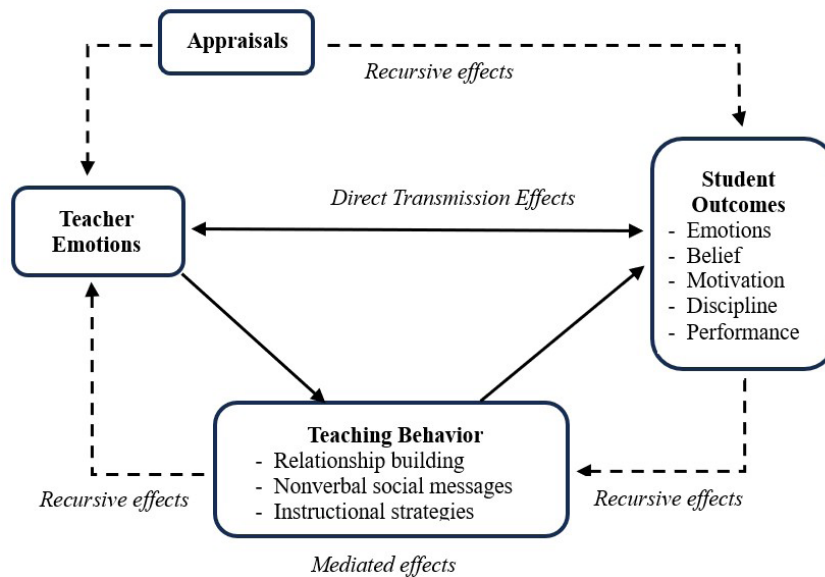 Appraisals
Recursive effects
Direct Transmission Effects
Teacher
Emotions
Student
Outcomes
- Emotions
- Belief
- Motivation
- Discipline
- Performance
Teaching Behavior
- Relationship building
- Nonverbal social messages
- Instructional strategies
Recursive effects
Recursive effects
Mediated effects